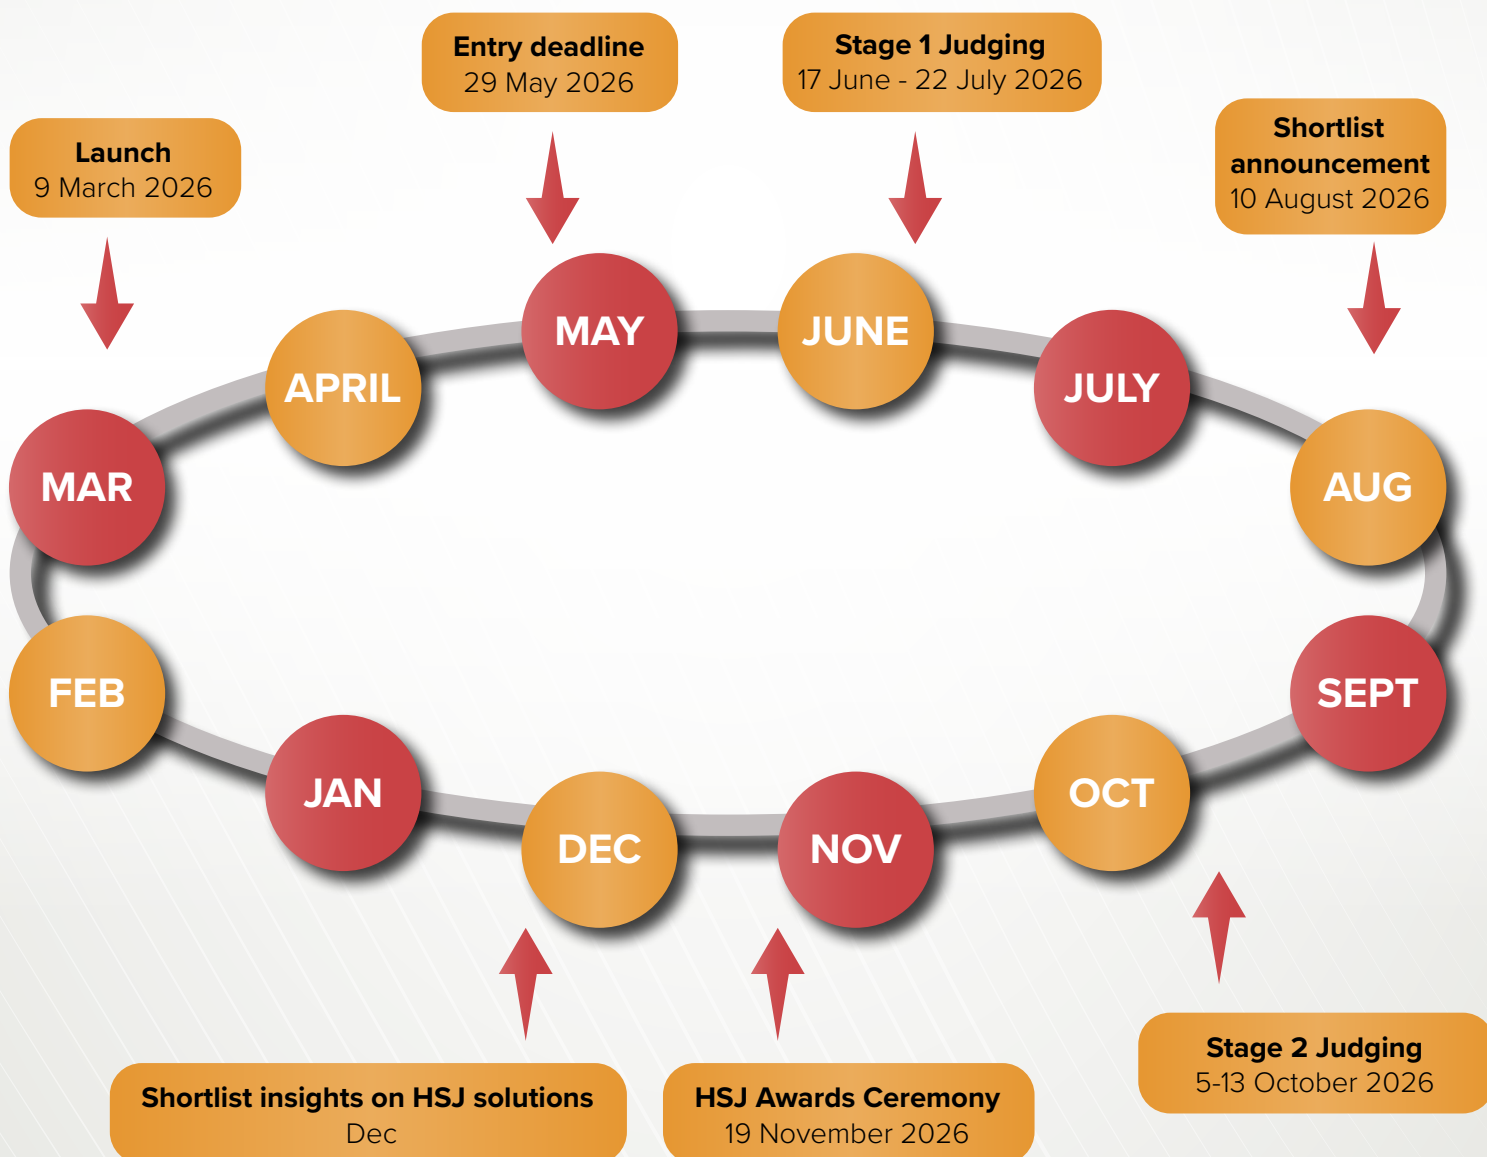 Entry deadline
29 May 2026
Stage 1 Judging
17 June - 22 July 2026
Launch
9 March 2026
Shortlist
announcement
10 August 2026
MAR
APRIL
MAY
JUNE
JULY
AUG
FEB
JAN
DEC
NOV
OCT
SEPT
Shortlist insights on HSJ solutions
Dec
HSJ Awards Ceremony
19 November 2026
Stage 2 Judging
5-13 October 2026